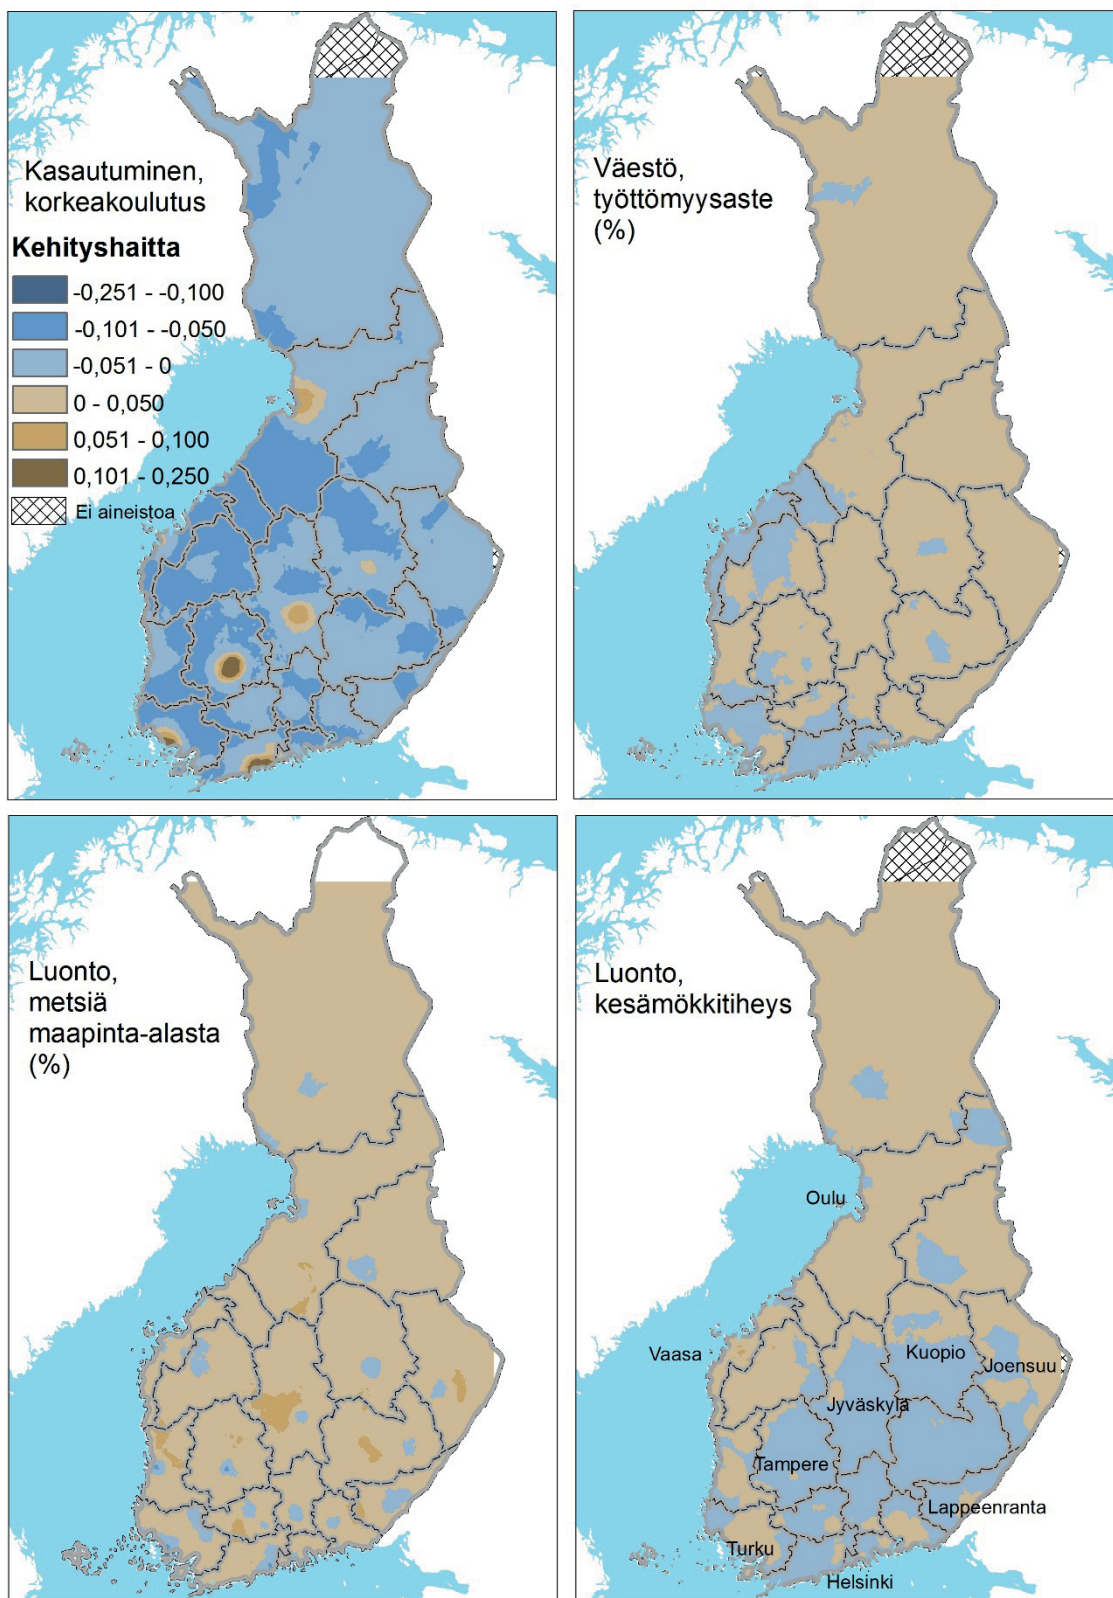 Kasautuminen,
korkeakoulutus
Kehityshaitta
-0,251 - -0,100
-0,101 - -0,050
-0,051 - 0
0 - 0,050
0,051 - 0,100
0,101 - 0,250
Ei aineistoa
Väestö,
työttömyysaste
(%)
Luonto,
metsiä
maapinta-alasta
(%)
Luonto,
kesämökkitiheys
Oulu
Vaasa
Kuopio
Joensuu
Jyväskylä
Tampere
Lappeenranta
Turku
Helsinki